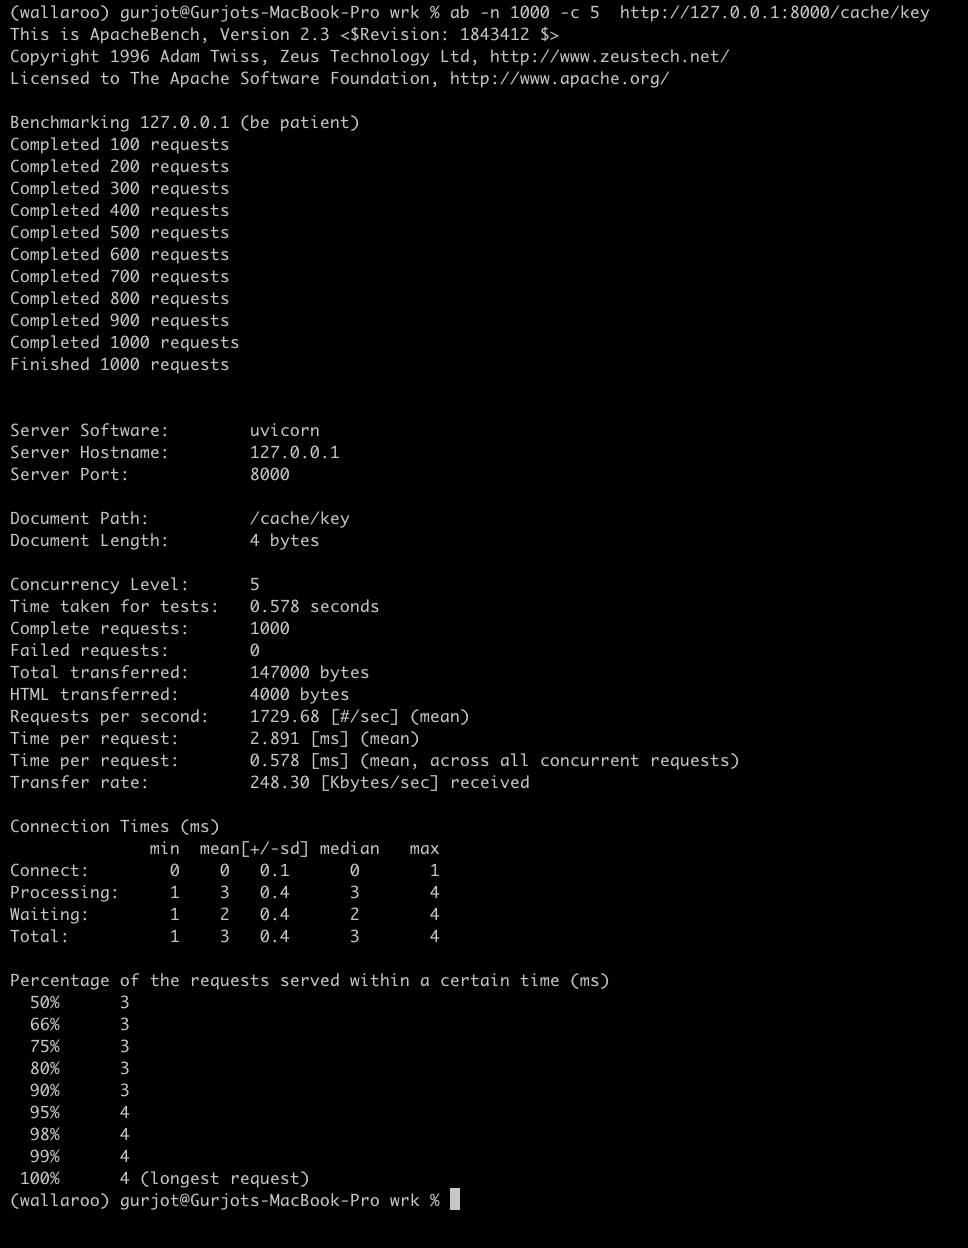 (wallaroo) gurjot@Gurjots-MacBook-Pro wrk % ab -n 1000 -c 5  http://127.0.0.1:8000/cache/key
This is ApacheBench, Version 2.3 <$Revision: 1843412 $>
Copyright 1996 Adam Twiss, Zeus Technology Ltd, http://www.zeustech.net/
Licensed to The Apache Software Foundation, http://www.apache.org/

Benchmarking 127.0.0.1 (be patient)
Completed 100 requests
Completed 200 requests
Completed 300 requests
Completed 400 requests
Completed 500 requests
Completed 600 requests
Completed 700 requests
Completed 800 requests
Completed 900 requests
Completed 1000 requests
Finished 1000 requests


Server Software:        uvicorn
Server Hostname:        127.0.0.1
Server Port:            8000

Document Path:          /cache/key
Document Length:        4 bytes

Concurrency Level:      5
Time taken for tests:   0.578 seconds
Complete requests:      1000
Failed requests:        0
Total transferred:      147000 bytes
HTML transferred:       4000 bytes
Requests per second:    1729.68 [#/sec] (mean)
Time per request:       2.891 [ms] (mean)
Time per request:       0.578 [ms] (mean, across all concurrent requests)
Transfer rate:          248.30 [Kbytes/sec] received

Connection Times (ms)
              min  mean[+/-sd] median   max
Connect:        0    0   0.1      0       1
Processing:     1    3   0.4      3       4
Waiting:        1    2   0.4      2       4
Total:          1    3   0.4      3       4

Percentage of the requests served within a certain time (ms)
  50%      3
  66%      3
  75%      3
  80%      3
  90%      3
  95%      4
  98%      4
  99%      4
 100%      4 (longest request)
(wallaroo) gurjot@Gurjots-MacBook-Pro wrk %